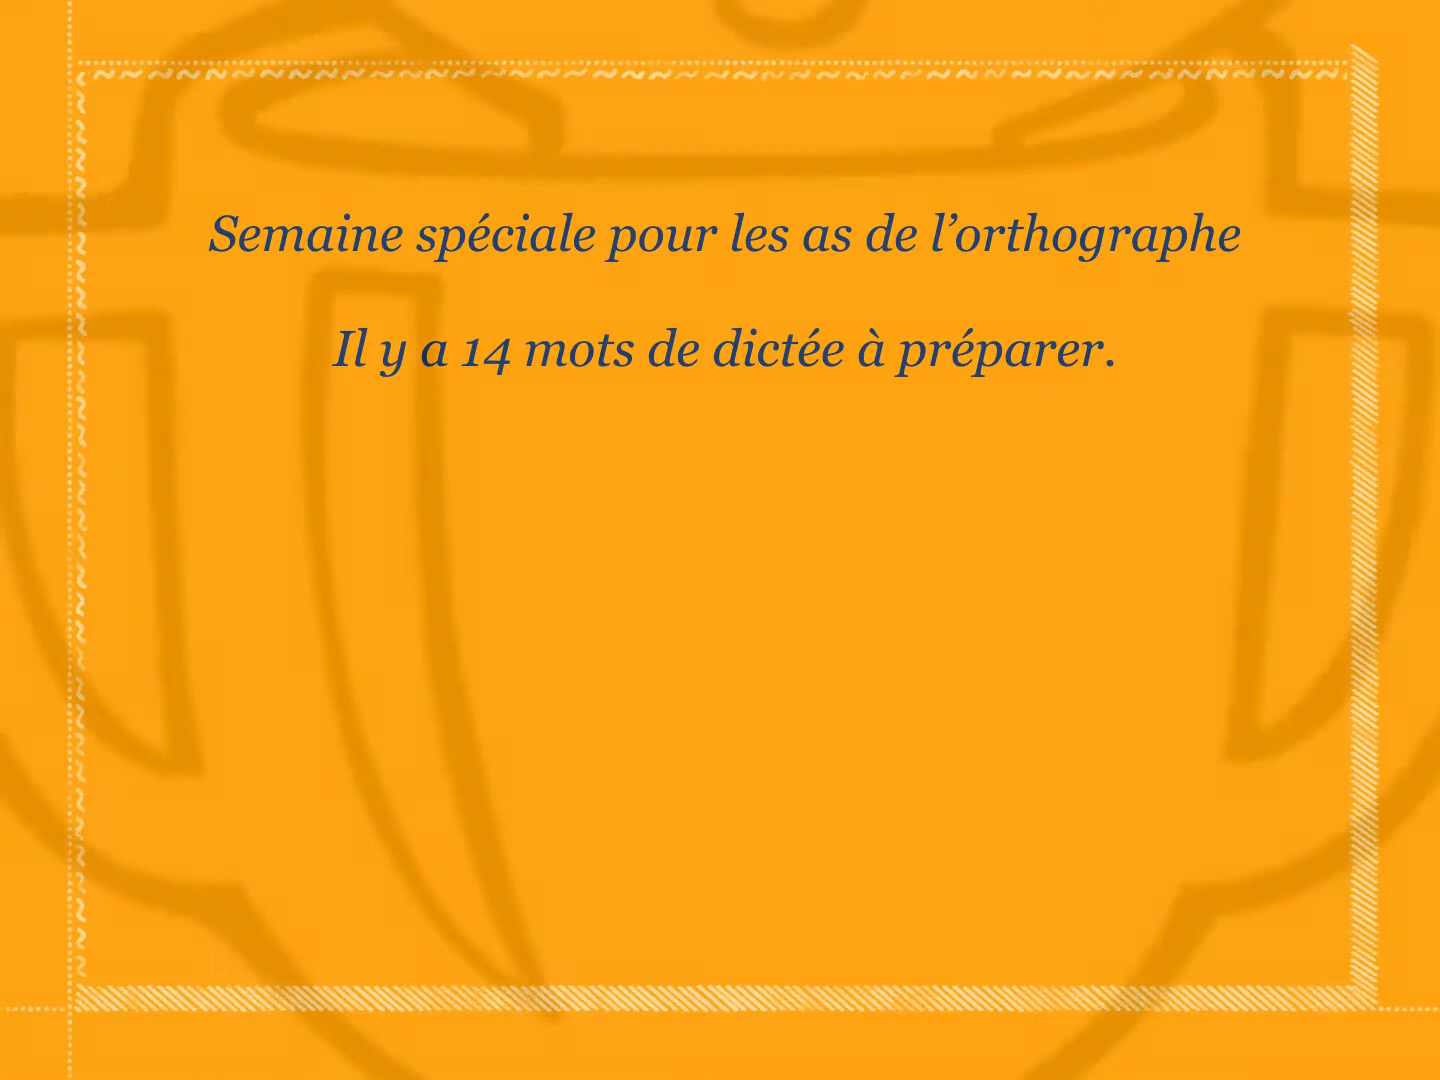 Semaine spéciale pour les as de l’orthographe
Il y a 14 mots de dictée à préparer.